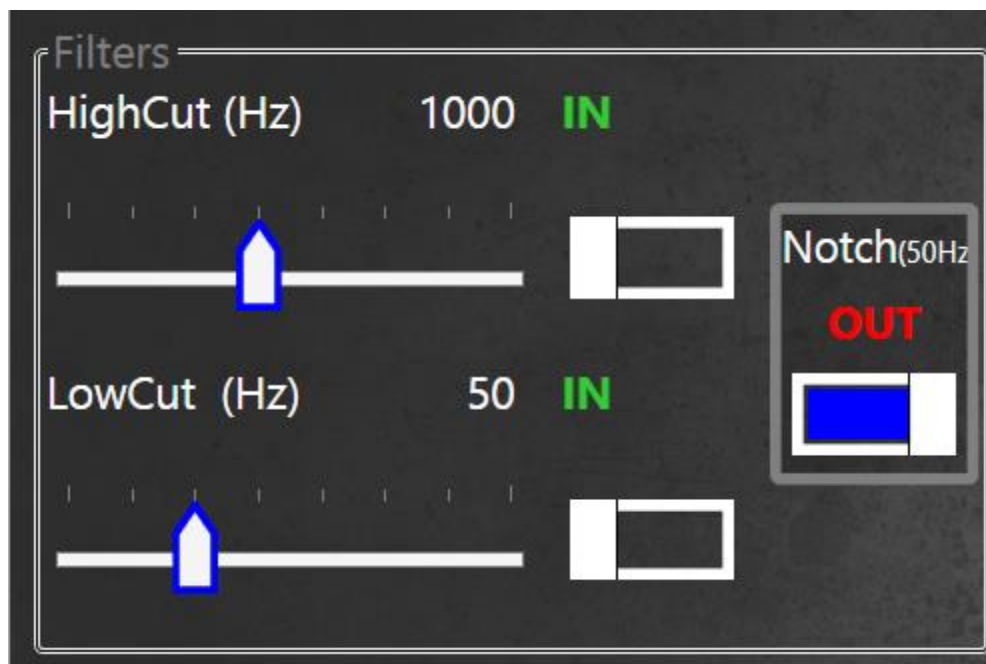 Filters
HighCut (Hz) 1000 IN
Notch(50Hz
OUT
LowCut (Hz) 50 IN